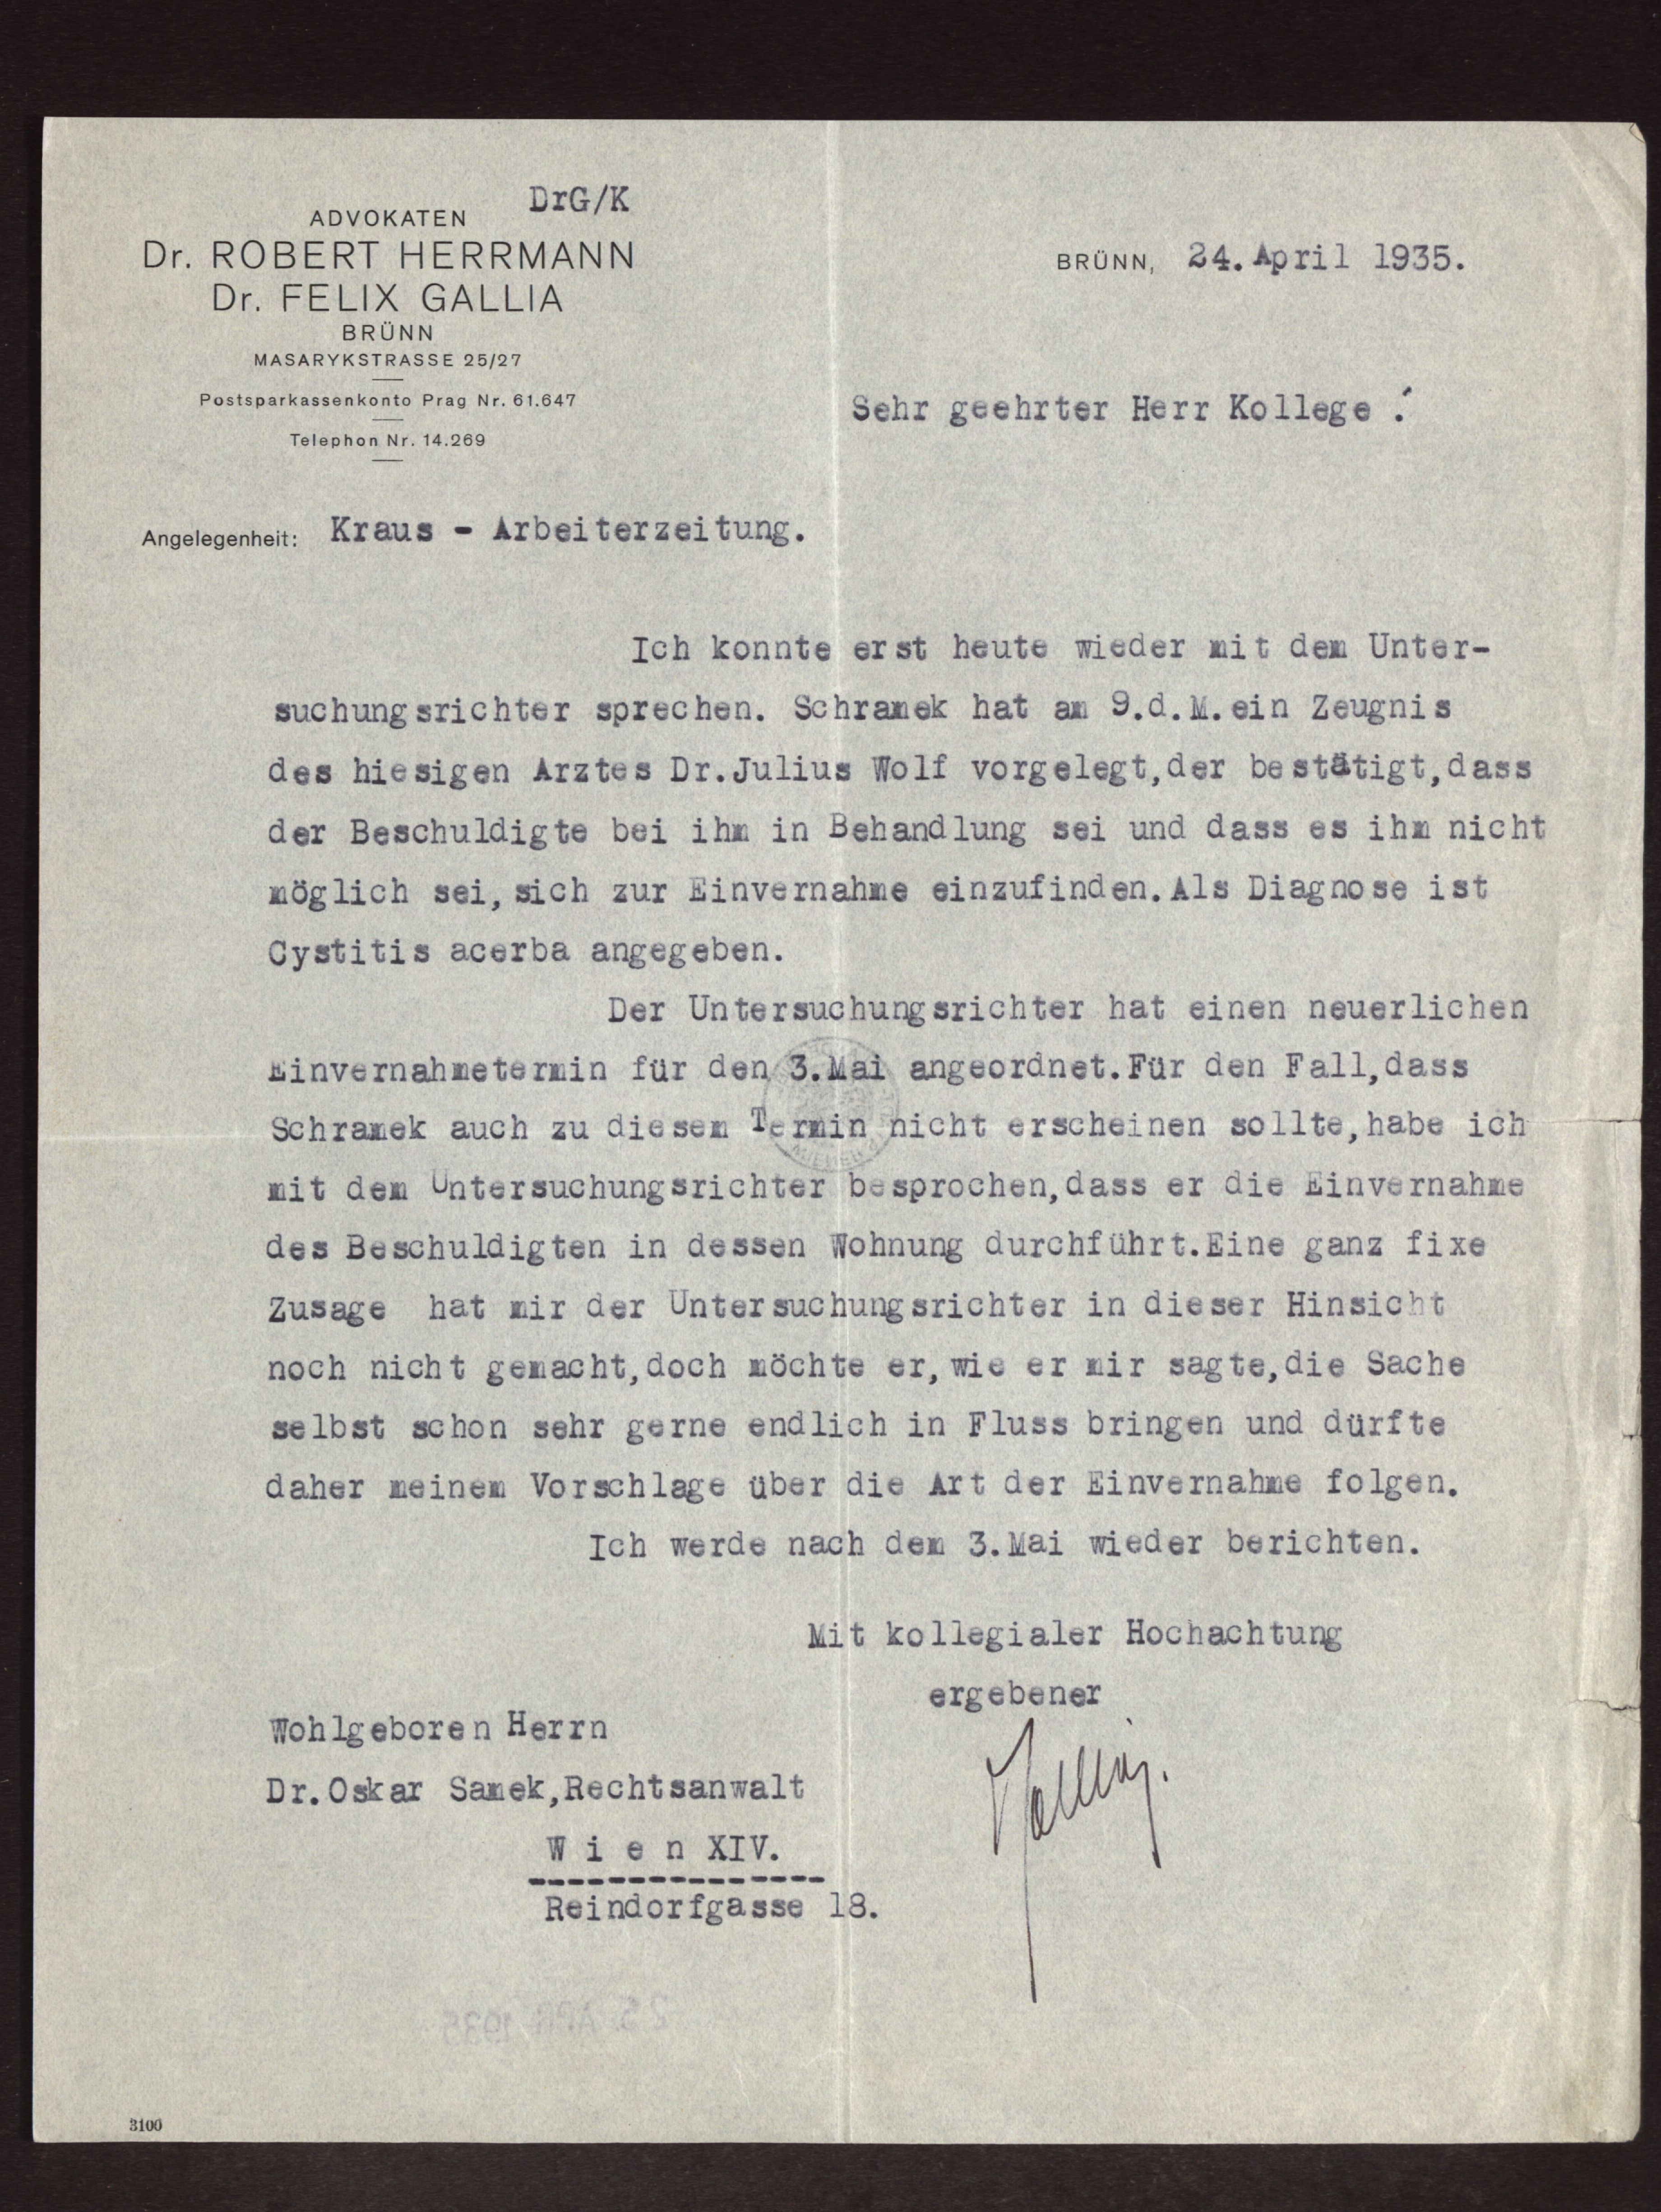 DrG/K
ADVOKATEN
Dr. ROBERT HERRMANN
Dr. FELIX GALLIA
BRÜNN
MASARYKSTRASSE 25/27
Postsparkassenkonto Prag Nr. 61.647
Telephon Nr. 14.269
BRÜNN, 24. April 1935.
Sehr geehrter Herr Kollege !
Angelegenheit: Kraus - Arbeiterzeitung.
Ich konnte erst heute wieder mit dem Unter-
suchungsrichter sprechen. Schramek hat am 9.d.M. ein Zeugnis
des hiesigen Arztes Dr.Julius Wolf vorgelegt,der bestätigt,dass
der Beschuldigte bei ihm in Behandlung sei und dass es ihm nicht
möglich sei,sich zur Einvernahme einzufinden.Als Diagnose ist
Cystitis acerba angegeben.
Der Untersuchungsrichter hat einen neuerlichen
Einvernahmetermin für den 3.Mai angeordnet.Für den Fall,dass
Schramek auch zu diesem Termin nicht erscheinen sollte,habe ich
mit dem Untersuchungsrichter besprochen,dass er die Einvernahme
des Beschuldigten in dessen Wohnung durchführt.Eine ganz fixe
Zusage hat mir der Untersuchungsrichter in dieser Hinsicht
noch nicht gemacht,doch möchte er,wie er mir sagte,die Sache
selbst schon sehr gerne endlich in Fluss bringen und dürfte
daher meinem Vorschlage über die Art der Einvernahme folgen.
Ich werde nach dem 3.Mai wieder berichten.
Mit kollegialer Hochachtung
ergebener
Gallia.
Wohlgeboren Herrn
Dr.Oskar Samek,Rechtsanwalt
W i e n XIV.
Reindorfgasse 18.
25. APR. 1935
3100